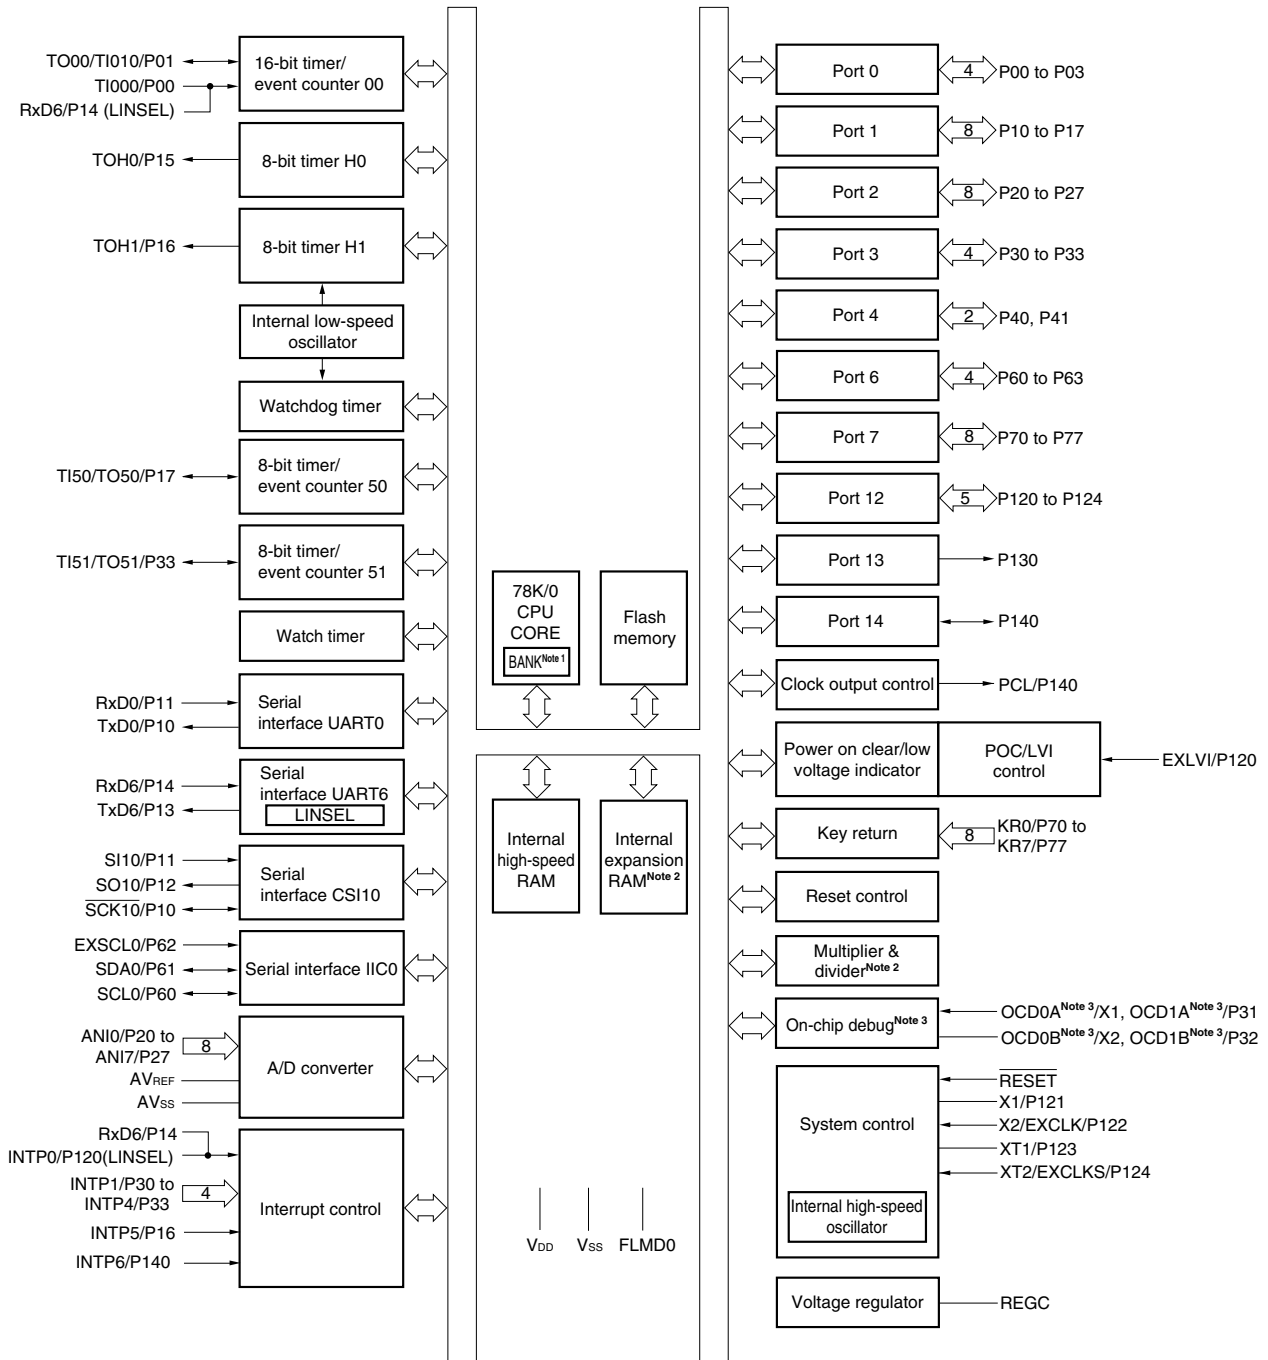 TO00/TI010/P01
TI000/P00
RxD6/P14 (LINSEL)
16-bit timer/
event counter 00
TOH0/P15
8-bit timer H0
TOH1/P16
8-bit timer H1
Internal low-speed
oscillator
Watchdog timer
TI50/TO50/P17
8-bit timer/
event counter 50
TI51/TO51/P33
8-bit timer/
event counter 51
Watch timer
RxD0/P11
TxD0/P10
Serial
interface UART0
RxD6/P14
TxD6/P13
Serial
interface UART6
LINSEL
SI10/P11
SO10/P12
SCK10/P10
Serial
interface CSI10
EXSCL0/P62
SDA0/P61
SCL0/P60
Serial interface IIC0
ANI0/P20 to
ANI7/P27
8
AVREF
AVSS
A/D converter
RxD6/P14
INTP0/P120(LINSEL)
INTP1/P30 to
INTP4/P33
4
INTP5/P16
INTP6/P140
Interrupt control
78K/0
CPU
CORE
BANKNote 1
Flash
memory
Internal
high-speed
RAM
Internal
expansion
RAMNote 2
VDD
VSS
FLMD0
Port 0
4
P00 to P03
Port 1
8
P10 to P17
Port 2
8
P20 to P27
Port 3
4
P30 to P33
Port 4
2
P40, P41
Port 6
4
P60 to P63
Port 7
8
P70 to P77
Port 12
5
P120 to P124
Port 13
P130
Port 14
P140
Clock output control
PCL/P140
Power on clear/low
voltage indicator
POC/LVI
control
EXLVI/P120
Key return
8
KR0/P70 to
KR7/P77
Reset control
Multiplier &
dividerNote 2
On-chip debugNote 3
OCD0ANote 3/X1, OCD1ANote 3/P31
OCD0BNote 3/X2, OCD1BNote 3/P32
System control
RESET
X1/P121
X2/EXCLK/P122
XT1/P123
XT2/EXCLKS/P124
Internal high-speed
oscillator
Voltage regulator
REGC